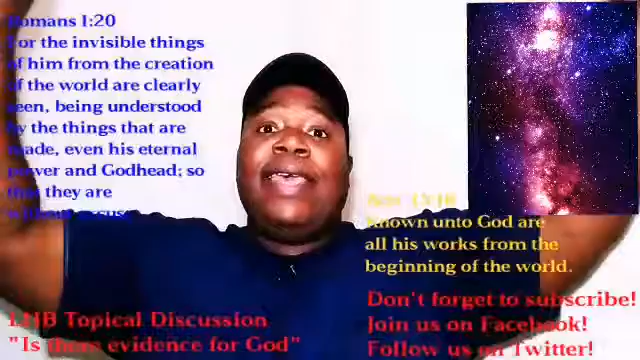 Romans 1:20
For the invisible things
of him from the creation
of the world are clearly
seen, being understood
by the things that are
made, even his eternal
power and Godhead; so
that they are
without excuse
Known unto God are
all his works from the
beginning of the world.
LHB Topical Discussion
"Is there evidence for God"
Don't forget to subscribe!
Join us on Facebook!
Follow us on Twitter!